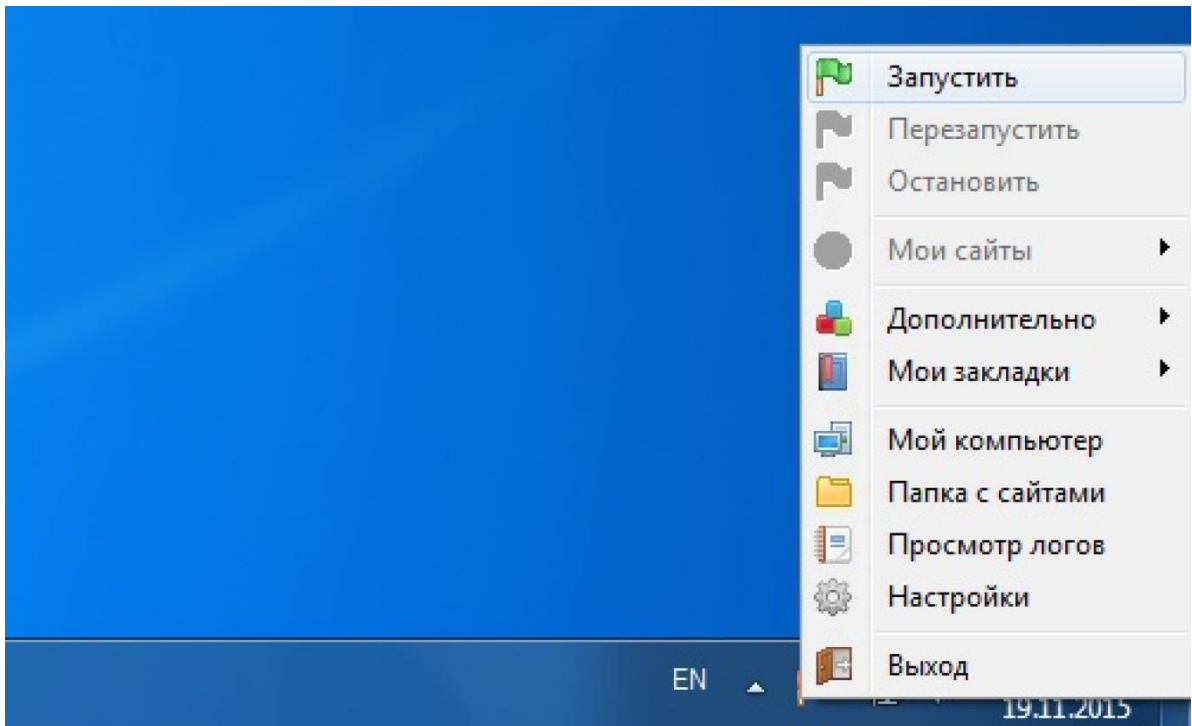 Запустить
Перезапустить
Остановить
Мои сайты
Дополнительно
Мои закладки
Мой компьютер
Папка с сайтами
Просмотр логов
Настройки
Выход
EN
19.11.2015